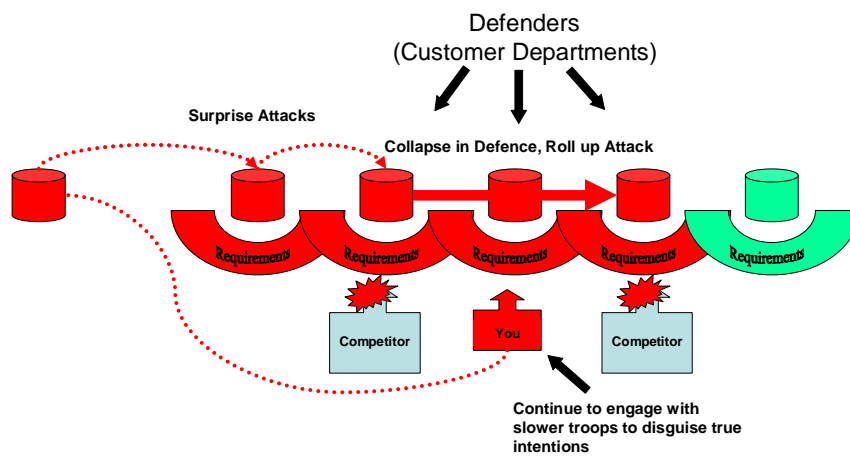 Defenders
(Customer Departments)
Surprise Attacks
Collapse in Defence, Roll up Attack
Requirements
Requirements
Requirements
Requirements
Requirements
Competitor
You
Competitor
Continue to engage with
slower troops to disguise true
intentions